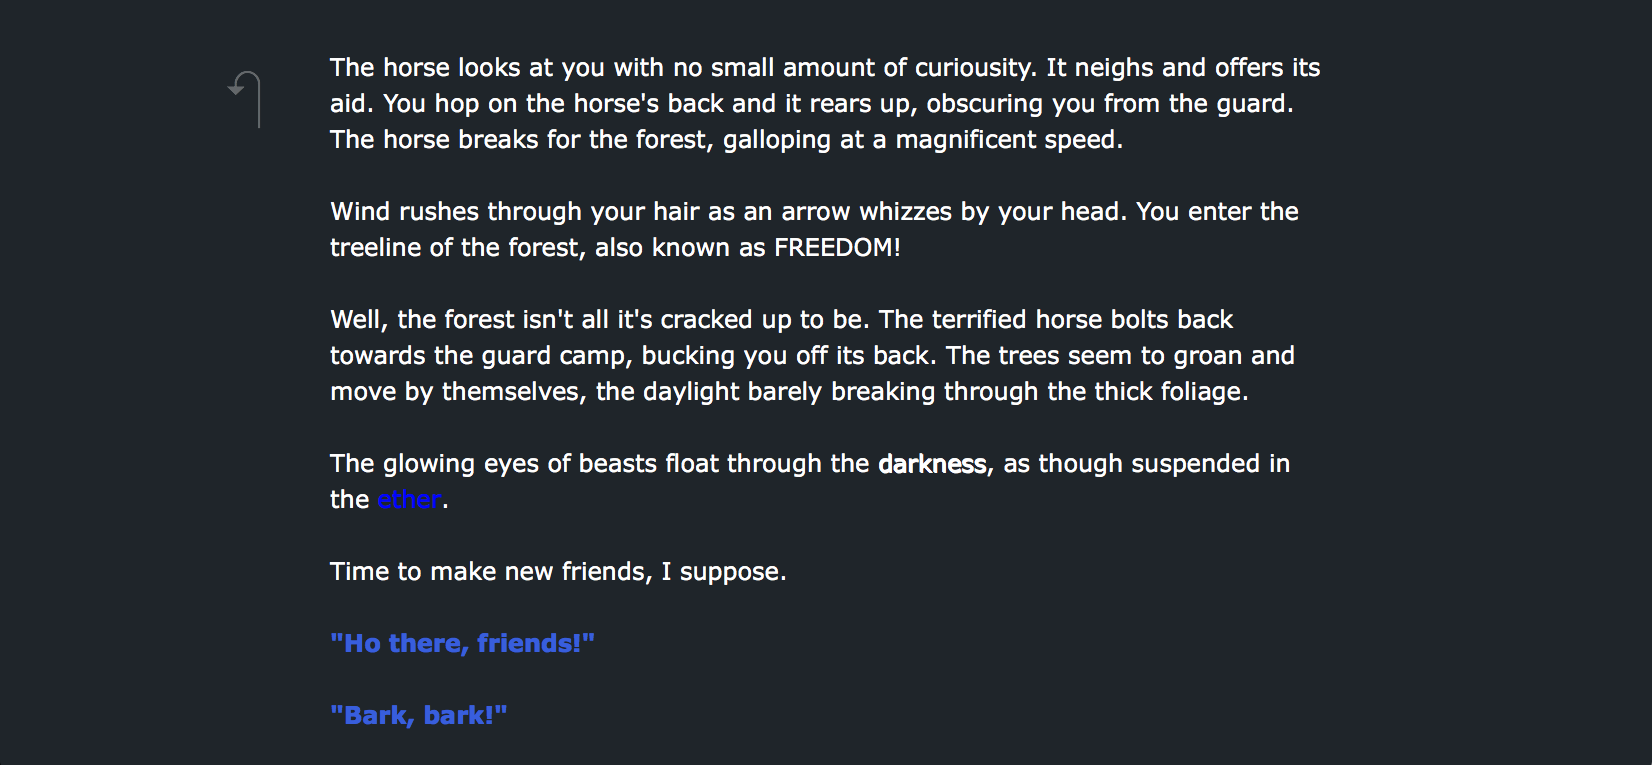 The horse looks at you with no small amount of curiousity. It neighs and offers its
aid. You hop on the horse's back and it rears up, obscuring you from the guard.
The horse breaks for the forest, galloping at a magnificent speed.
Wind rushes through your hair as an arrow whizzes by your head. You enter the
treeline of the forest, also known as FREEDOM!
Well, the forest isn't all it's cracked up to be. The terrified horse bolts back
towards the guard camp, bucking you off its back. The trees seem to groan and
move by themselves, the daylight barely breaking through the thick foliage.
The glowing eyes of beasts float through the darkness, as though suspended in
the ether.
Time to make new friends, I suppose.
"Ho there, friends!"
"Bark, bark!"